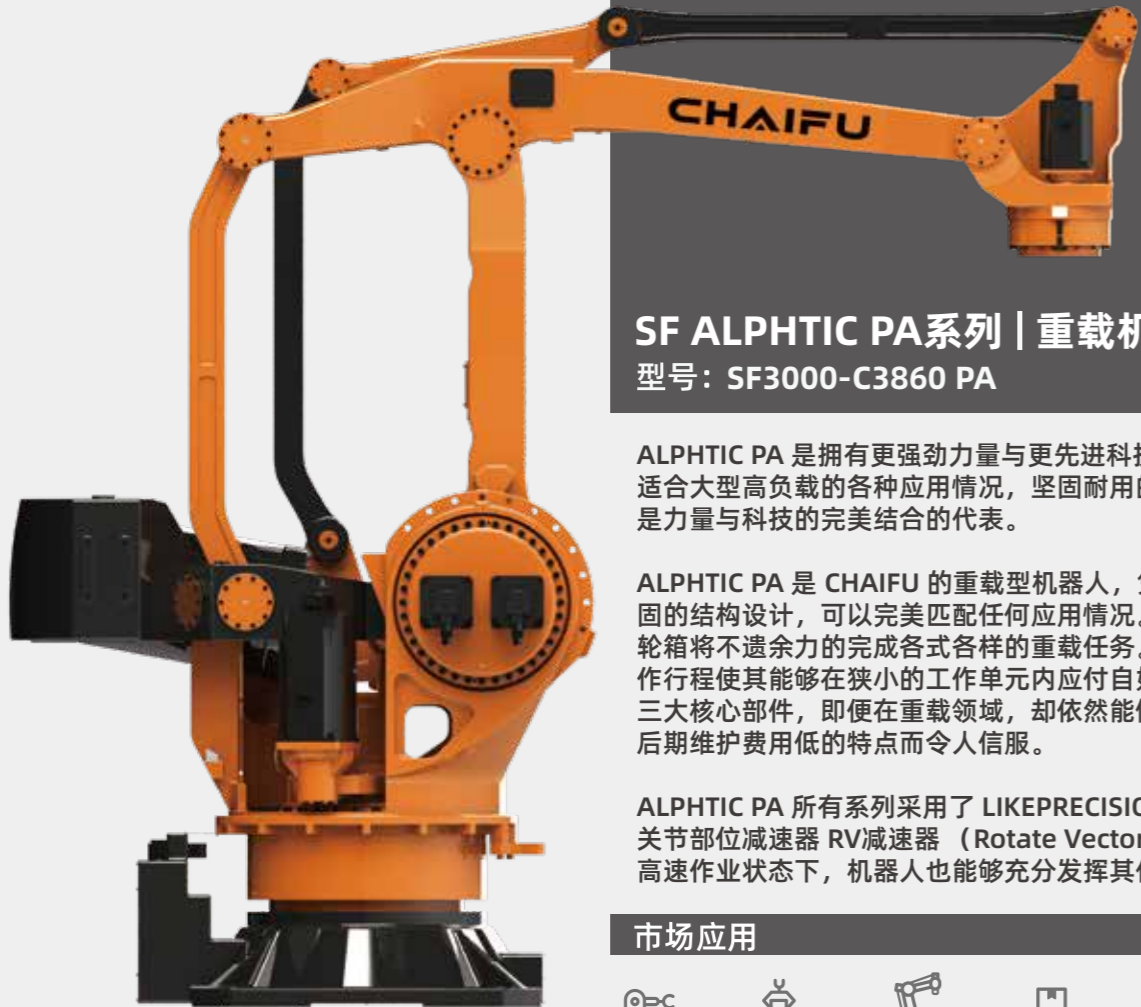 CHAIFU
SF ALPHTIC PA系列 | 重载机
型号：SF3000-C3860 PA
ALPHTIC PA 是拥有更强劲力量与更先进科技
适合大型高负载的各种应用情况，坚固耐用的
是力量与科技的完美结合的代表。
ALPHTIC PA 是 CHAIFU 的重载型机器人，
固的结构设计，可以完美匹配任何应用情况。
轮箱将不遗余力的完成各式各样的重载任务。
作行程使其能够在狭小的工作单元内应付自如
三大核心部件，即便在重载领域，却依然能
后期维护费用低的特点而令人信服。
ALPHTIC PA 所有系列采用了 LIKEPRECISIO
关节部位减速器 RV减速器 （Rotate Vector
高速作业状态下，机器人也能够充分发挥其
市场应用